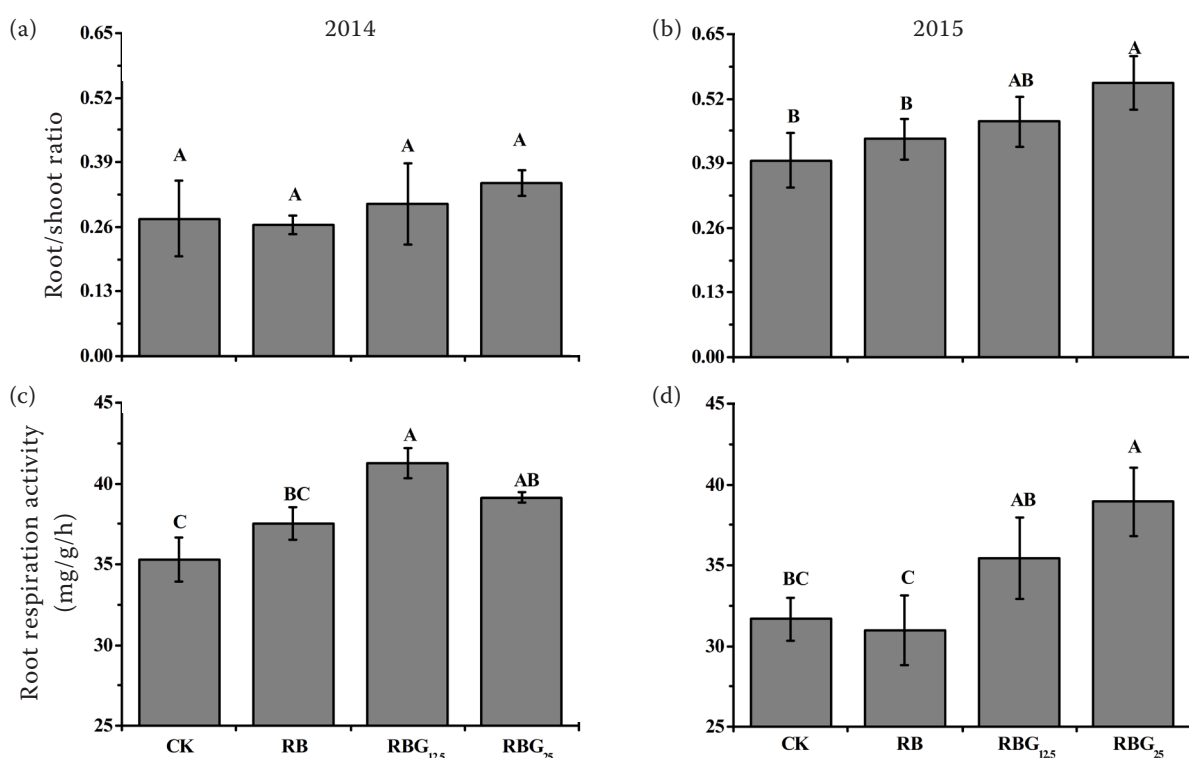 (a) 2014
0.65
0.52
0.39
0.26
0.13
0.00
Root/shoot ratio
A A A A
(b) 2015
0.65
0.52
0.39
0.26
0.13
0.00
B B AB A
(c)
45
40
35
30
25
Root respiration activity
(mg/g/h)
C BC A AB
CK RB RBG12.5 RBG25
(d)
45
40
35
30
25
BC C AB A
CK RB RBG12.5 RBG25